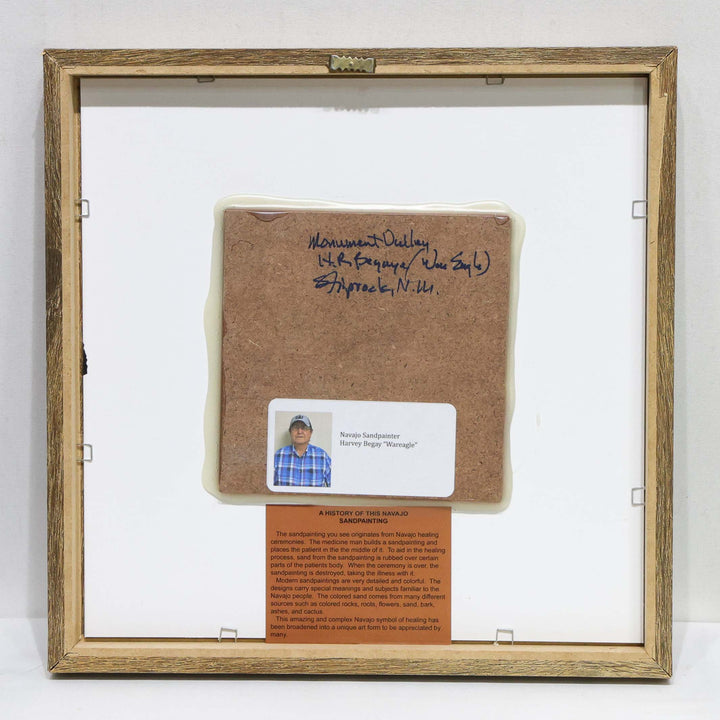 Monument Valley
H.R. Begaye (War Eagle)
Shiprock, N.M.
Navajo Sandpainter
Harvey Begay "Wareagle"
A HISTORY OF THIS NAVAJO
SANDPAINTING
The sandpainting you see originates from Navajo healing
ceremonies. The medicine man builds a sandpainting and
places the patient in the the middle of it. To aid in the healing
process, sand from the sandpainting is rubbed over certain
parts of the patients body. When the ceremony is over, the
sandpainting is destroyed, taking the illness with it.
Modern sandpaintings are very detailed and colorful. The
designs carry special meanings and subjects familiar to the
Navajo people. The colored sand comes from many different
sources such as colored rocks, roots, flowers, sand, bark,
ashes, and cactus.
This amazing and complex Navajo symbol of healing has
been broadened into a unique art form to be appreciated by
many.